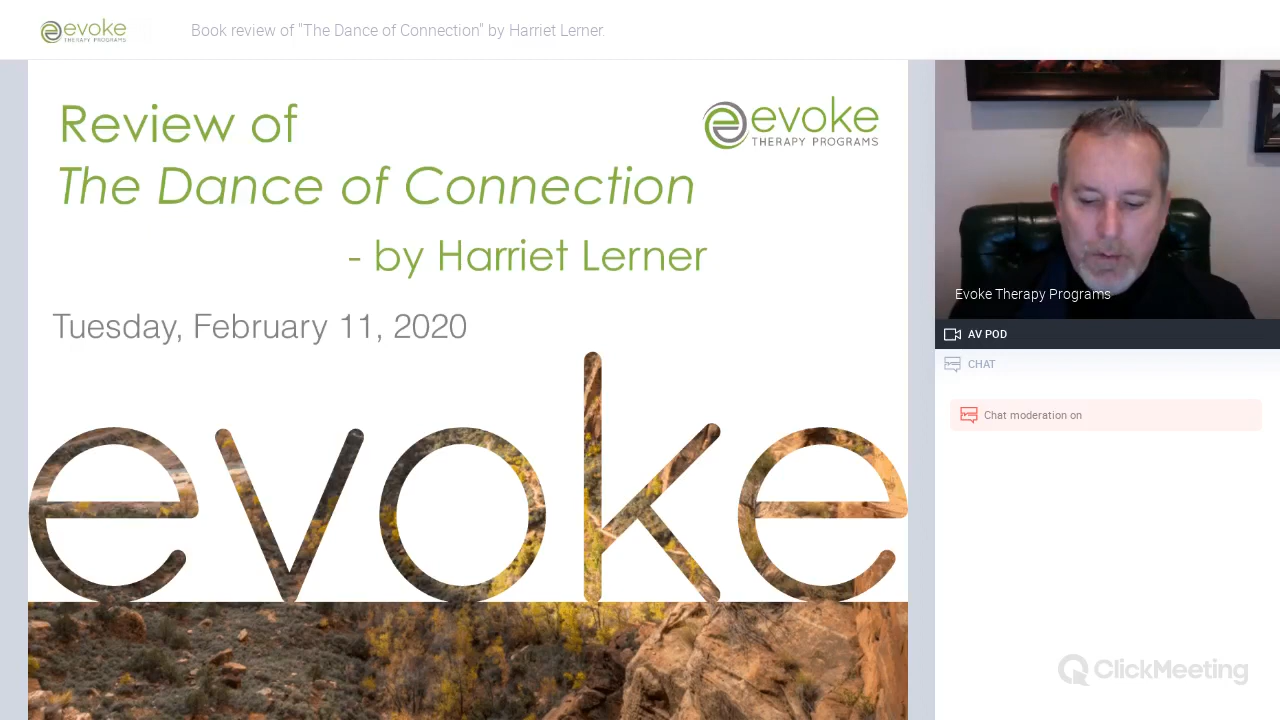 evoke
THERAPY PROGRAMS
Book review of "The Dance of Connection" by Harriet Lerner.
Review of
The Dance of Connection
- by Harriet Lerner
evoke
THERAPY PROGRAMS
Tuesday, February 11, 2020
evoke
Evoke Therapy Programs
AV POD
CHAT
Chat moderation on
ClickMeeting